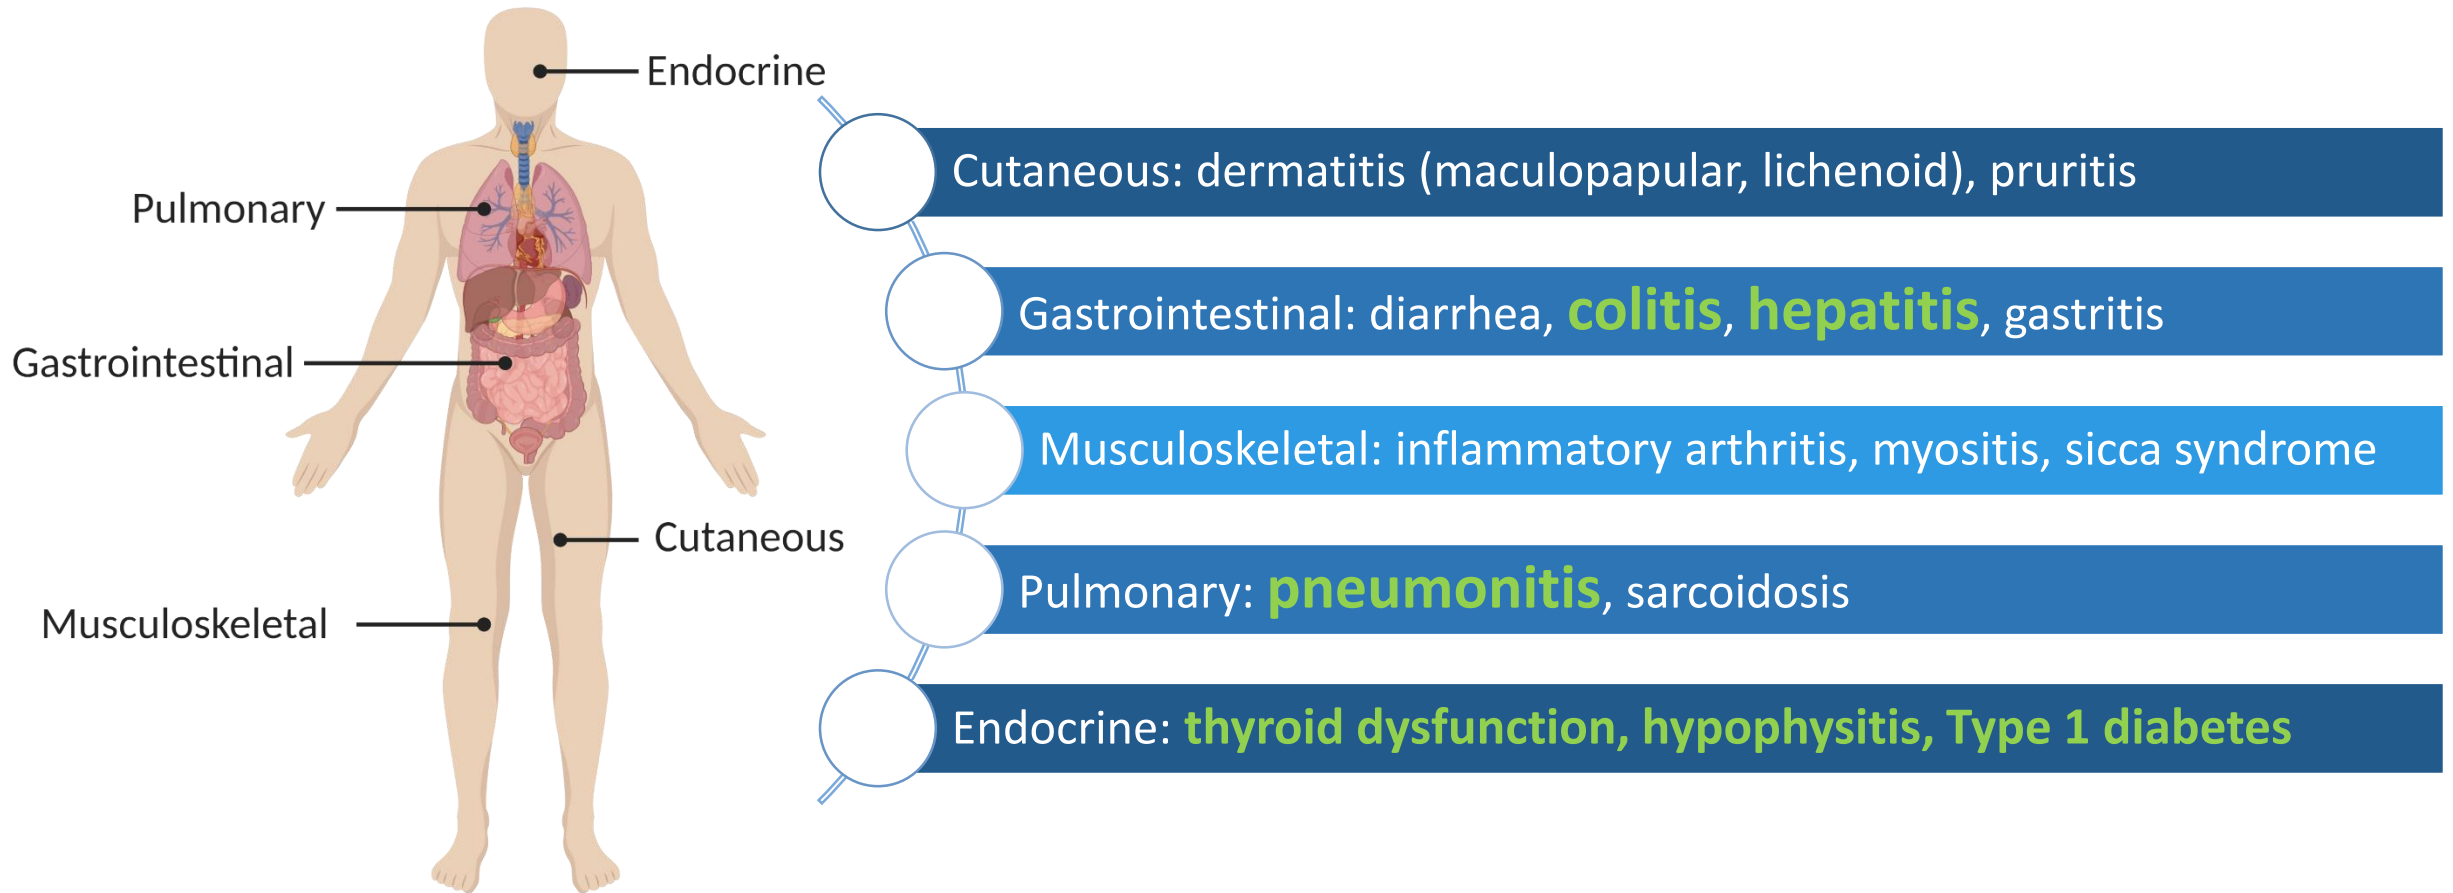 Endocrine
Pulmonary
Gastrointestinal
Cutaneous
Musculoskeletal
Cutaneous: dermatitis (maculopapular, lichenoid), pruritis
Gastrointestinal: diarrhea, colitis, hepatitis, gastritis
Musculoskeletal: inflammatory arthritis, myositis, sicca syndrome
Pulmonary: pneumonitis, sarcoidosis
Endocrine: thyroid dysfunction, hypophysitis, Type 1 diabetes